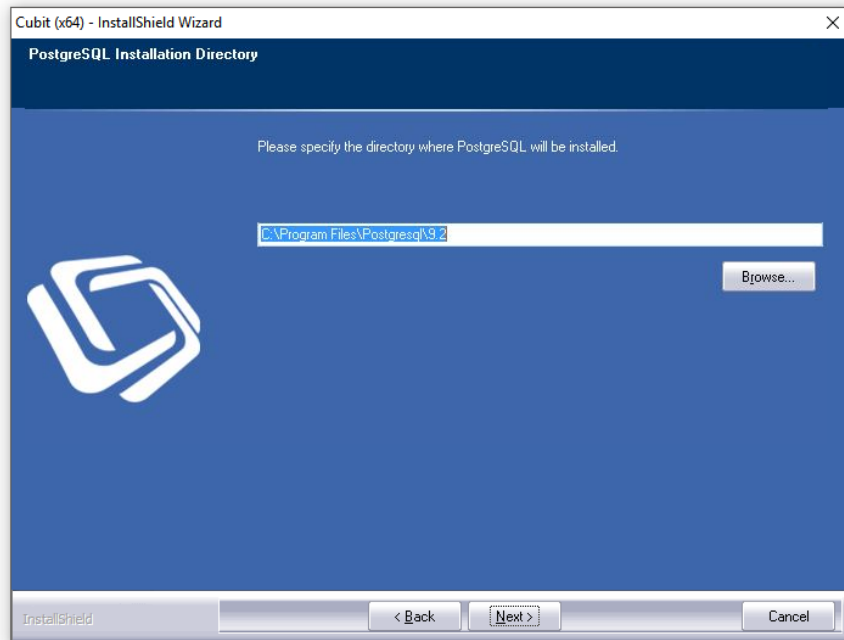 Cubit (x64) - InstallShield Wizard
PostgreSQL Installation Directory
Please specify the directory where PostgreSQL will be installed.
C:\Program Files\Postgresql\9.2
Browse...
InstallShield
< Back
Next >
Cancel